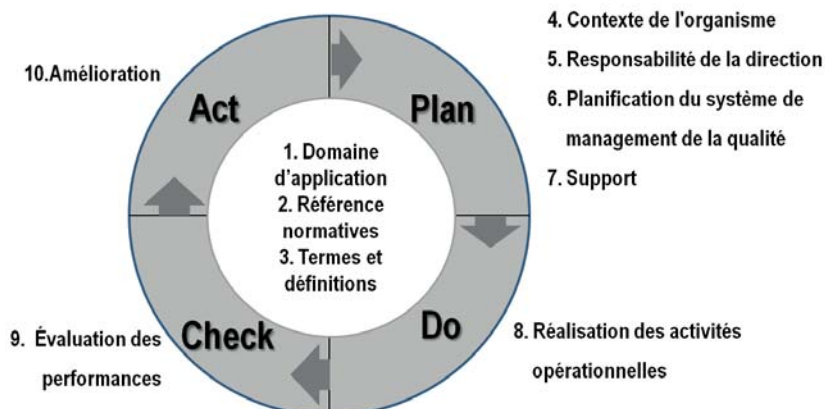 4. Contexte de l'organisme
5. Responsabilité de la direction
6. Planification du système de
management de la qualité
7. Support
10.Amélioration
Act
Plan
1. Domaine
d'application
2. Référence
normatives
3. Termes et
définitions
Check
Do
9. Évaluation des
performances
8. Réalisation des activités
opérationnelles